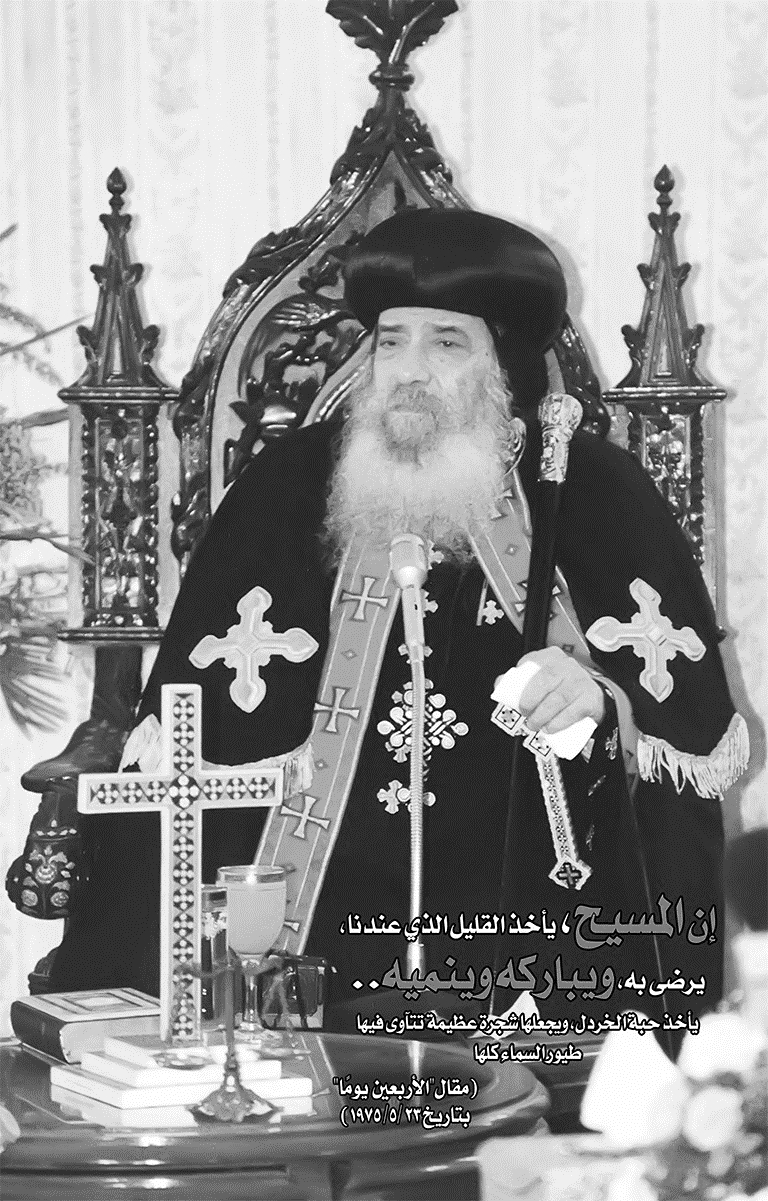 إن المسيح، يأخذ القليل الذي عندنا،
يرضى به، ويباركه وينميه..
يأخذ حبة الخردل، ويجعلها شجرة عظيمة تتآوى فيها
طيور السماء كلها
(مقال "الأربعين يومًا"
بتاريخ ٢٣/ ٥/ ١٩٧٥)